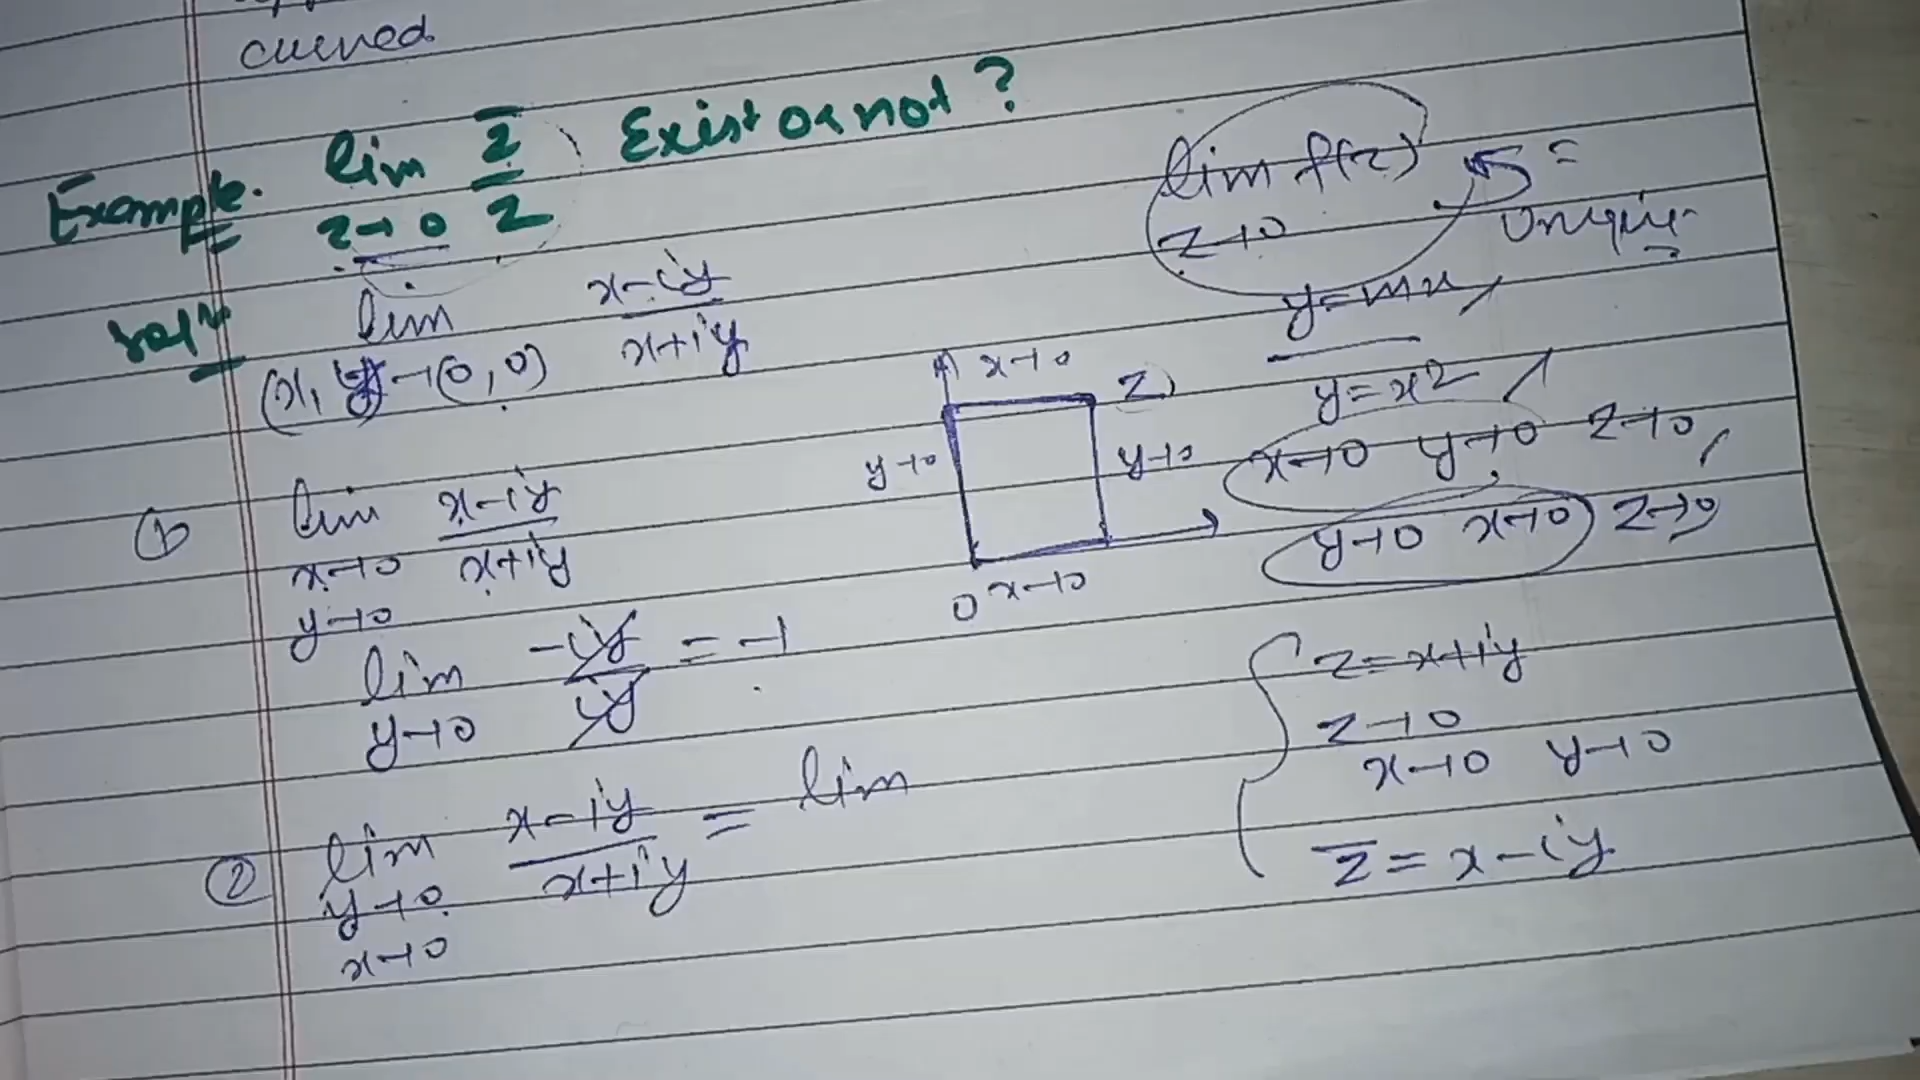 cuerved
Example. lim z→0 z̄/z Exist or not?
Solⁿ lim (x,y)→(0,0) x-iy/x+iy
① lim x→0 y→0 x-iy/x+iy
lim y→0 -iy/iy = -1
② lim y→0 x→0 x-iy/x+iy = lim
lim f(z) =
z→0 Unique
y=mx,
y=x2
x→0 y→0 z→0,
y→0 x→0 z→0
x→0 z
y→0 y→0
0 x→0
z=x+iy
z→0
x→0 y→0
z̄=x-iy